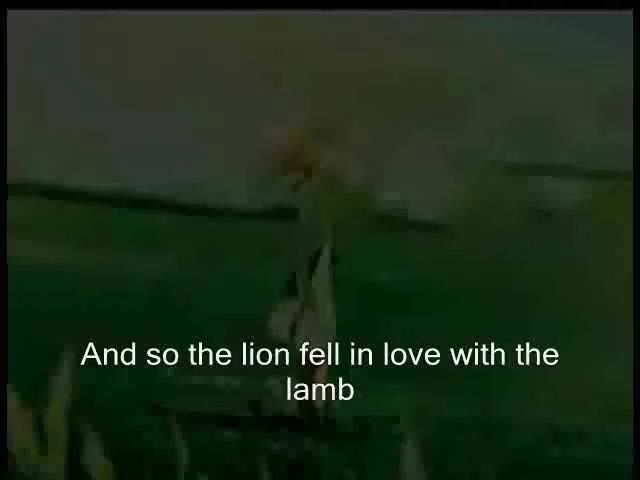 And so the lion fell in love with the
lamb